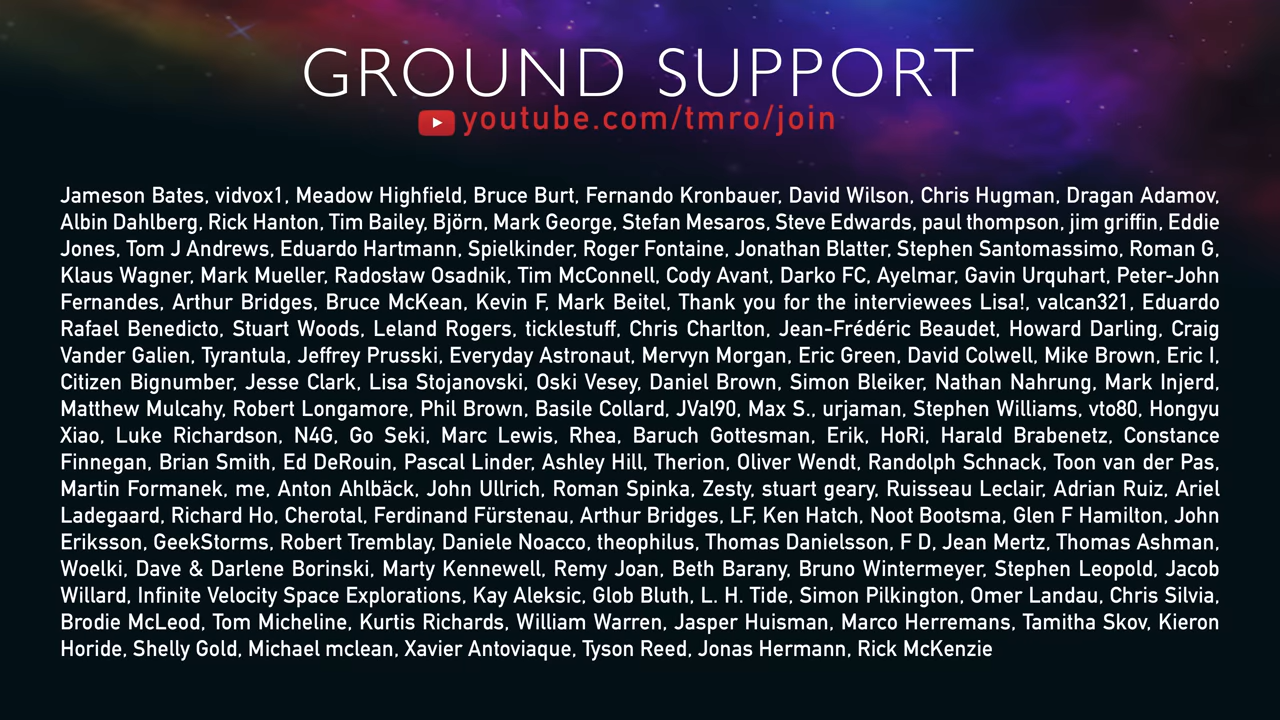 GROUND SUPPORT
youtube.com/tmro/join
Jameson Bates, vidvox1, Meadow Highfield, Bruce Burt, Fernando Kronbauer, David Wilson, Chris Hugman, Dragan Adamov,
Albin Dahlberg, Rick Hanton, Tim Bailey, Björn, Mark George, Stefan Mesaros, Steve Edwards, paul thompson, jim griffin, Eddie
Jones, Tom J Andrews, Eduardo Hartmann, Spielkinder, Roger Fontaine, Jonathan Blatter, Stephen Santomassimo, Roman G,
Klaus Wagner, Mark Mueller, Radosław Osadnik, Tim McConnell, Cody Avant, Darko FC, Ayelmar, Gavin Urquhart, Peter-John
Fernandes, Arthur Bridges, Bruce McKean, Kevin F, Mark Beitel, Thank you for the interviewees Lisa!, valcan321, Eduardo
Rafael Benedicto, Stuart Woods, Leland Rogers, ticklestuff, Chris Charlton, Jean-Frédéric Beaudet, Howard Darling, Craig
Vander Galien, Tyrantula, Jeffrey Prusski, Everyday Astronaut, Mervyn Morgan, Eric Green, David Colwell, Mike Brown, Eric I,
Citizen Bignumber, Jesse Clark, Lisa Stojanovski, Oski Vesey, Daniel Brown, Simon Bleiker, Nathan Nahrung, Mark Injerd,
Matthew Mulcahy, Robert Longamore, Phil Brown, Basile Collard, JVal90, Max S., urjaman, Stephen Williams, vto80, Hongyu
Xiao, Luke Richardson, N4G, Go Seki, Marc Lewis, Rhea, Baruch Gottesman, Erik, HoRi, Harald Brabenetz, Constance
Finnegan, Brian Smith, Ed DeRouin, Pascal Linder, Ashley Hill, Therion, Oliver Wendt, Randolph Schnack, Toon van der Pas,
Martin Formanek, me, Anton Ahlbäck, John Ullrich, Roman Spinka, Zesty, stuart geary, Ruisseau Leclair, Adrian Ruiz, Ariel
Ladegaard, Richard Ho, Cherotal, Ferdinand Fürstenau, Arthur Bridges, LF, Ken Hatch, Noot Bootsma, Glen F Hamilton, John
Eriksson, GeekStorms, Robert Tremblay, Daniele Noacco, theophilus, Thomas Danielsson, F D, Jean Mertz, Thomas Ashman,
Woelki, Dave & Darlene Borinski, Marty Kennewell, Remy Joan, Beth Barany, Bruno Wintermeyer, Stephen Leopold, Jacob
Willard, Infinite Velocity Space Explorations, Kay Aleksic, Glob Bluth, L. H. Tide, Simon Pilkington, Omer Landau, Chris Silvia,
Brodie McLeod, Tom Micheline, Kurtis Richards, William Warren, Jasper Huisman, Marco Herremans, Tamitha Skov, Kieron
Horide, Shelly Gold, Michael mclean, Xavier Antoviaque, Tyson Reed, Jonas Hermann, Rick McKenzie